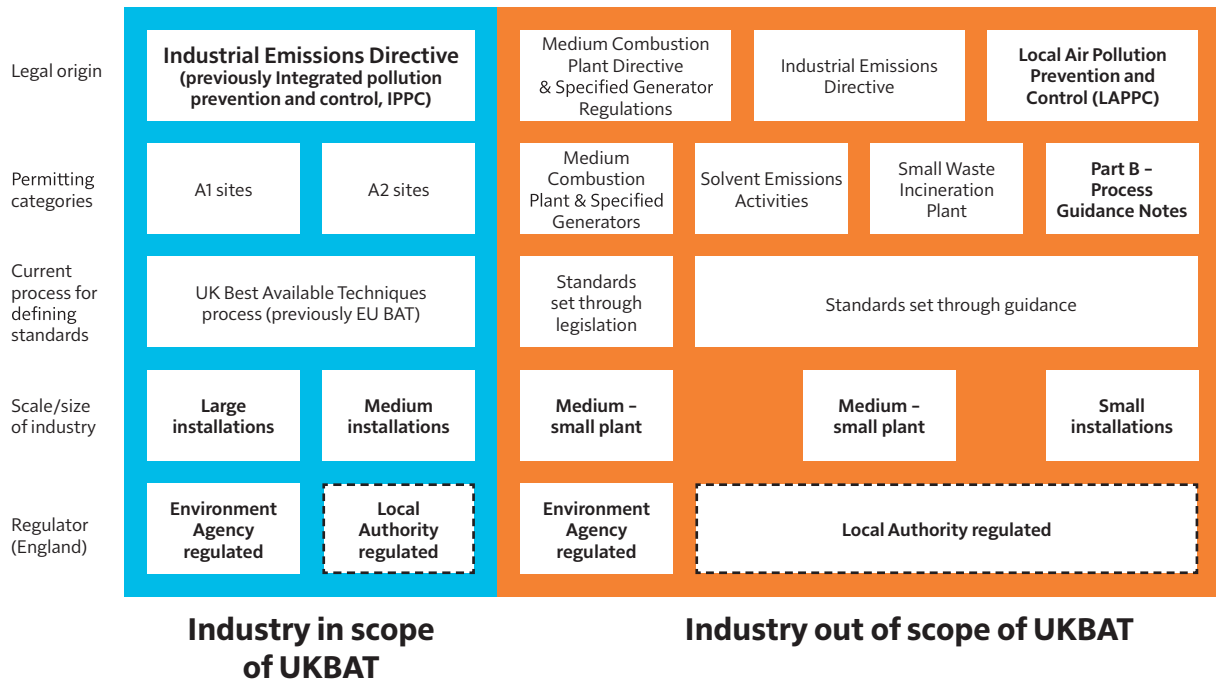 Legal origin
Industrial Emissions Directive
(previously Integrated pollution
prevention and control, IPPC)
Medium Combustion
Plant Directive
& Specified Generator
Regulations
Industrial Emissions
Directive
Local Air Pollution
Prevention and
Control (LAPPC)
Permitting
categories
A1 sites
A2 sites
Medium
Combustion
Plant & Specified
Generators
Solvent Emissions
Activities
Small Waste
Incineration
Plant
Part B –
Process
Guidance Notes
Current
process for
defining
standards
UK Best Available Techniques
process (previously EU BAT)
Standards
set through
legislation
Standards set through guidance
Scale/size
of industry
Large
installations
Medium
installations
Medium –
small plant
Medium –
small plant
Small
installations
Regulator
(England)
Environment
Agency
regulated
Local
Authority
regulated
Environment
Agency
regulated
Local Authority regulated
Industry in scope
of UKBAT
Industry out of scope of UKBAT